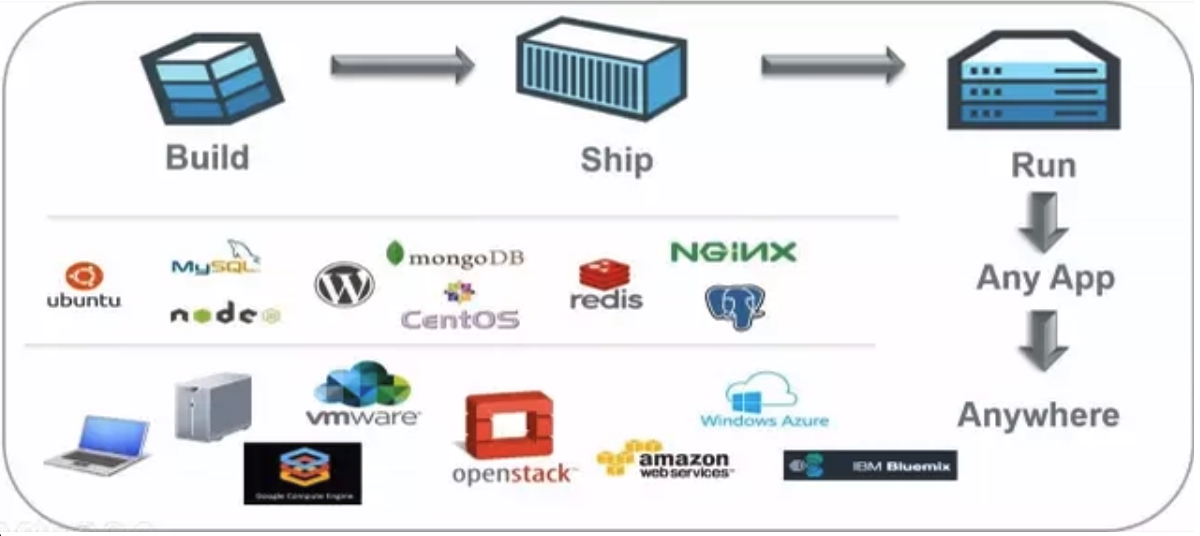 Build
Ship
Run
Any App
Anywhere
ubuntu
MySQL
node
mongoDB
CentOS
redis
NGINX
vmware
Google Compute Engine
openstack
amazon
web services
Windows Azure
IBM Bluemix